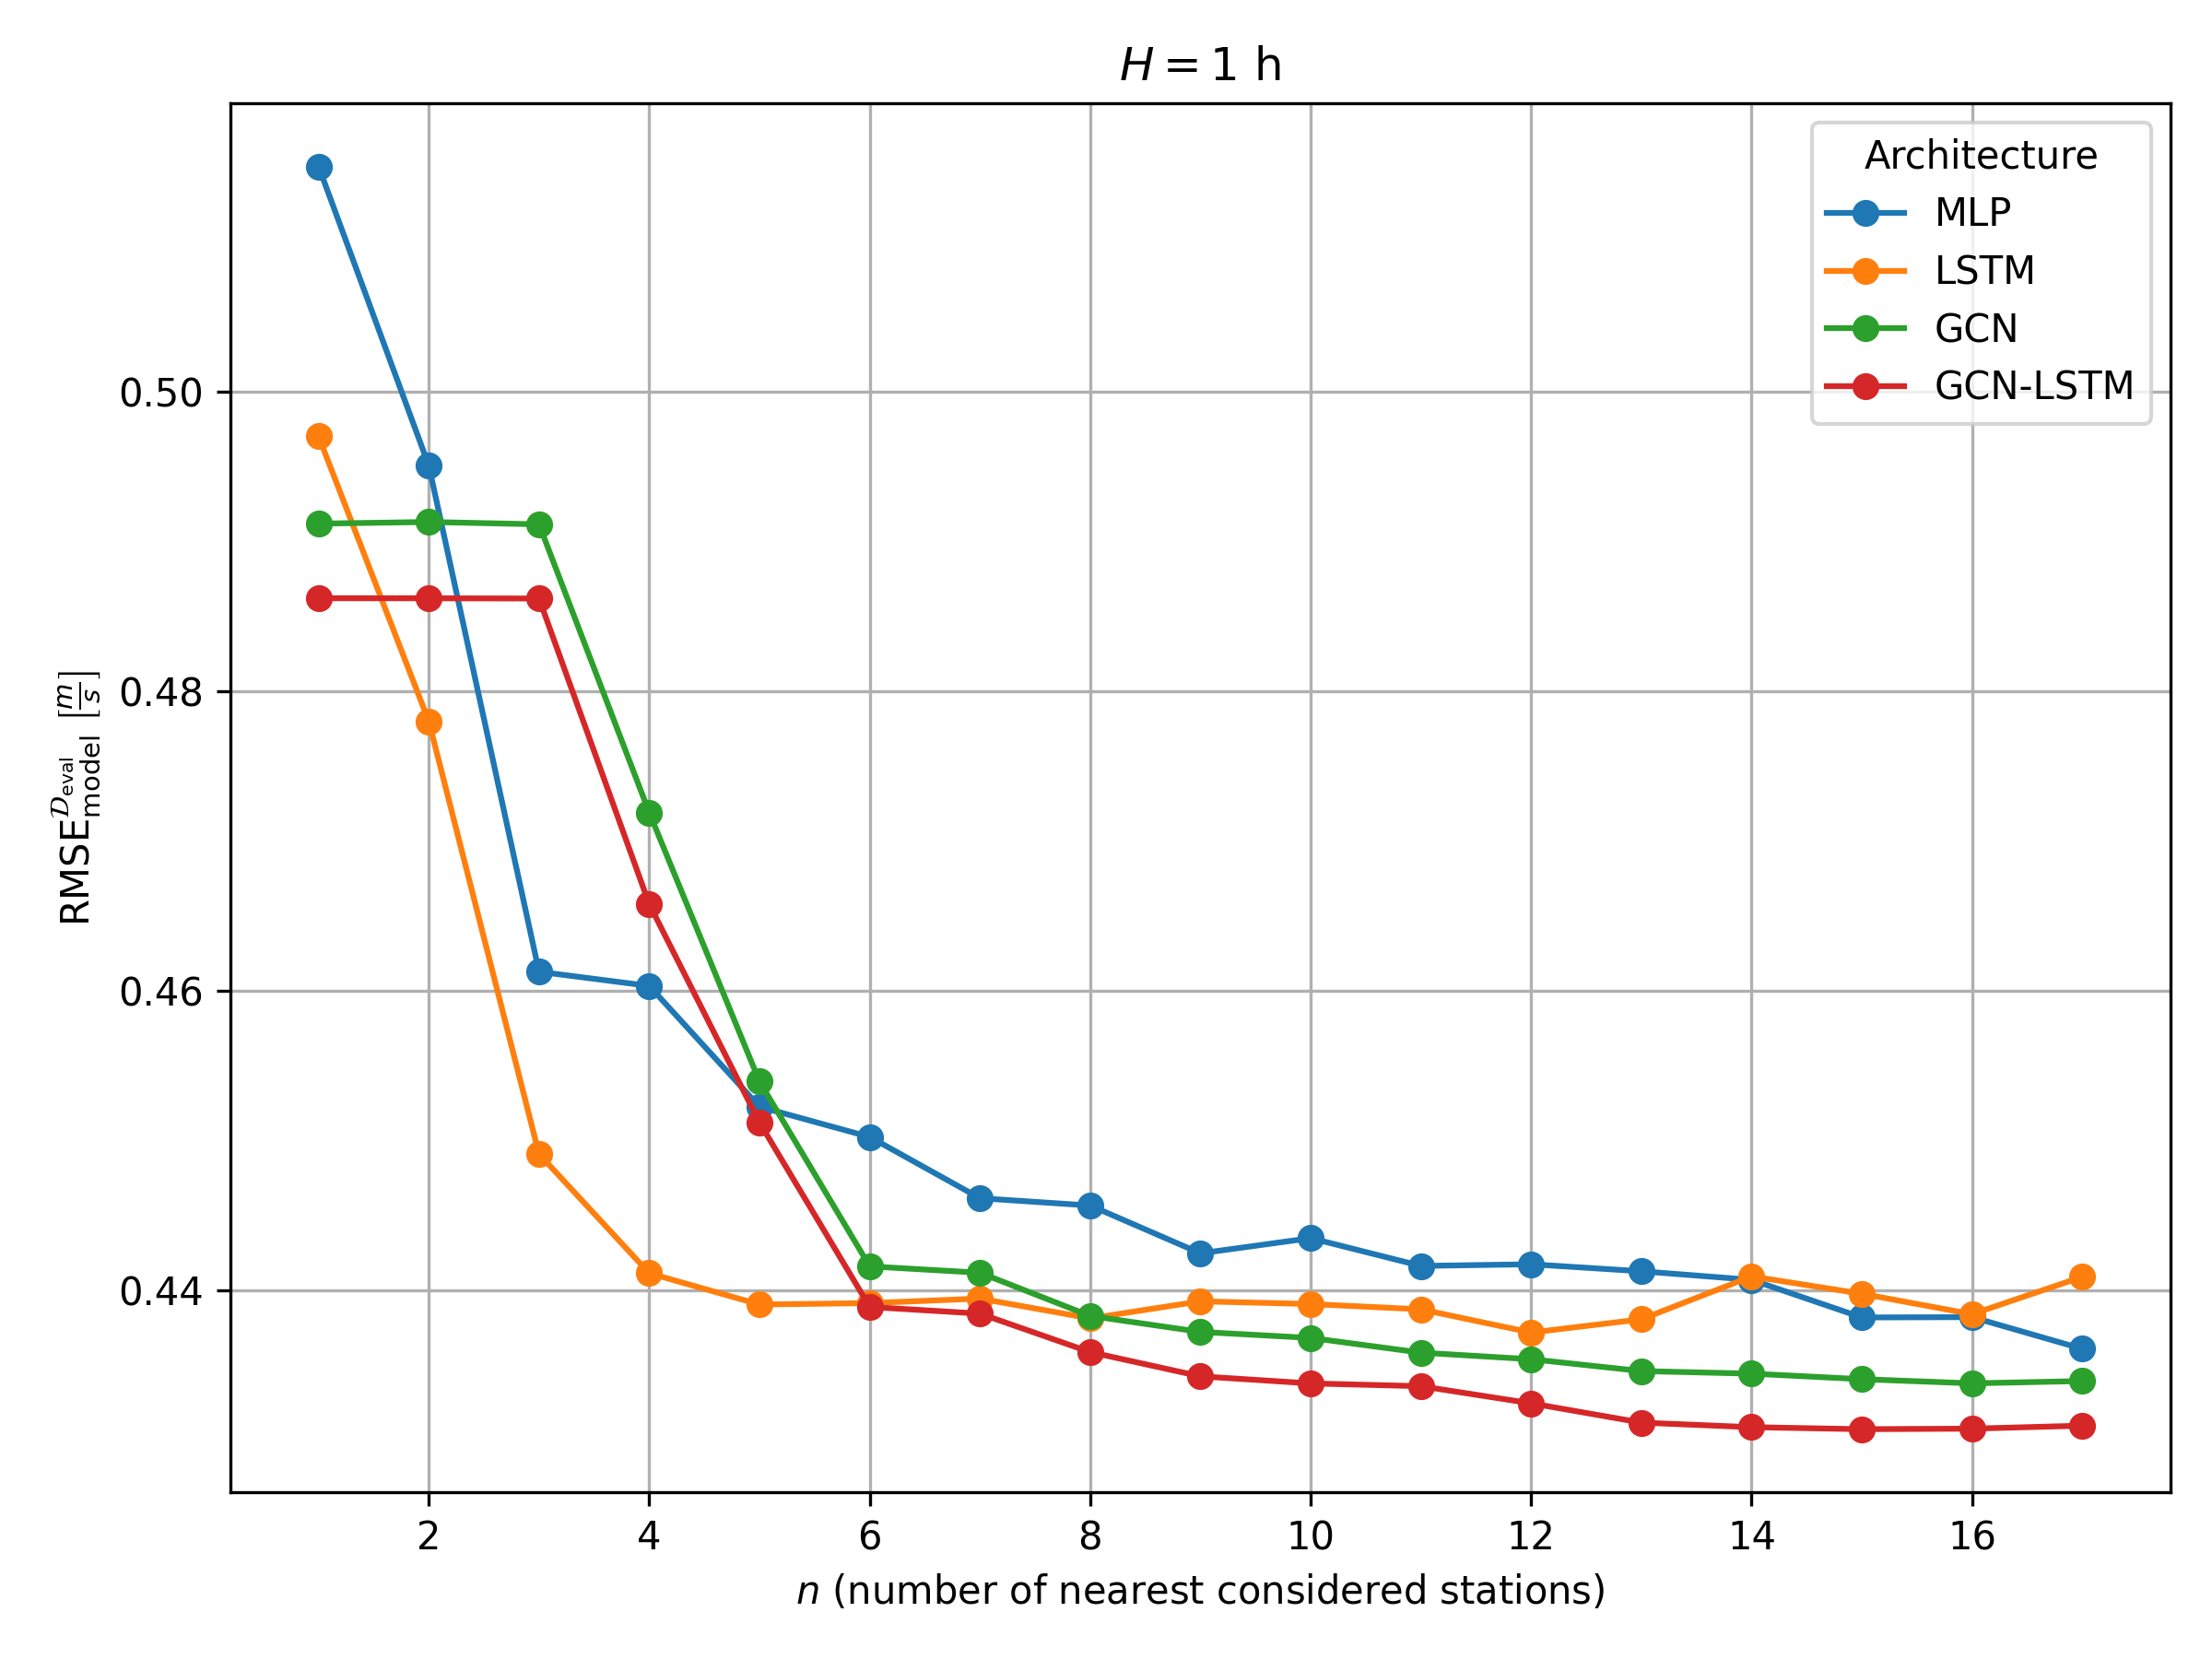 H = 1 h
Architecture
MLP
LSTM
GCN
GCN-LSTM
0.50
0.48
0.46
0.44
RMSE^{𝒟_eval}_{model} [m/s]
2 4 6 8 10 12 14 16
n (number of nearest considered stations)